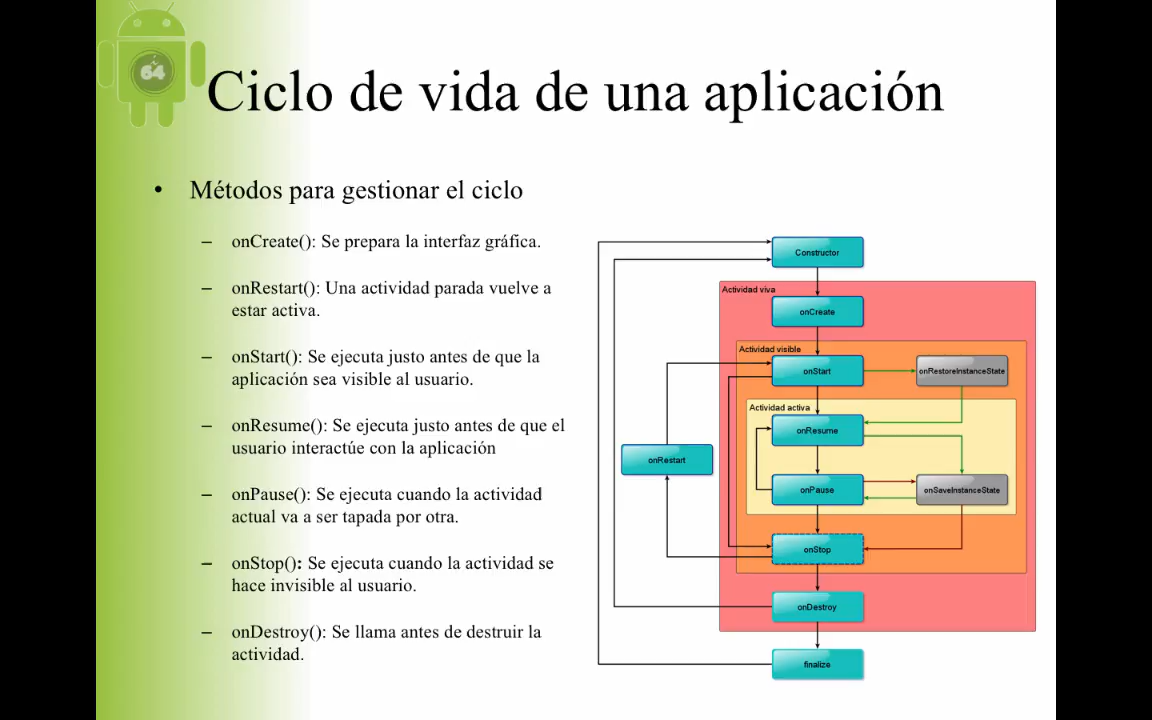 64
Ciclo de vida de una aplicación
• Métodos para gestionar el ciclo
– onCreate(): Se prepara la interfaz gráfica.
– onRestart(): Una actividad parada vuelve a
estar activa.
– onStart(): Se ejecuta justo antes de que la
aplicación sea visible al usuario.
– onResume(): Se ejecuta justo antes de que el
usuario interactúe con la aplicación
– onPause(): Se ejecuta cuando la actividad
actual va a ser tapada por otra.
– onStop(): Se ejecuta cuando la actividad se
hace invisible al usuario.
– onDestroy(): Se llama antes de destruir la
actividad.
Constructor
Actividad viva
onCreate
Actividad visible
onStart
onRestoreInstanceState
Actividad activa
onResume
onRestart
onPause
onSaveInstanceState
onStop
onDestroy
finalize